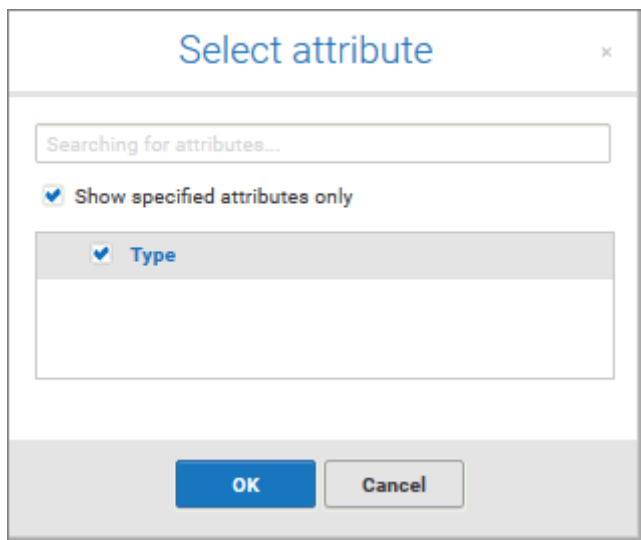 Select attribute
×
Searching for attributes...
Show specified attributes only
Type
OK
Cancel